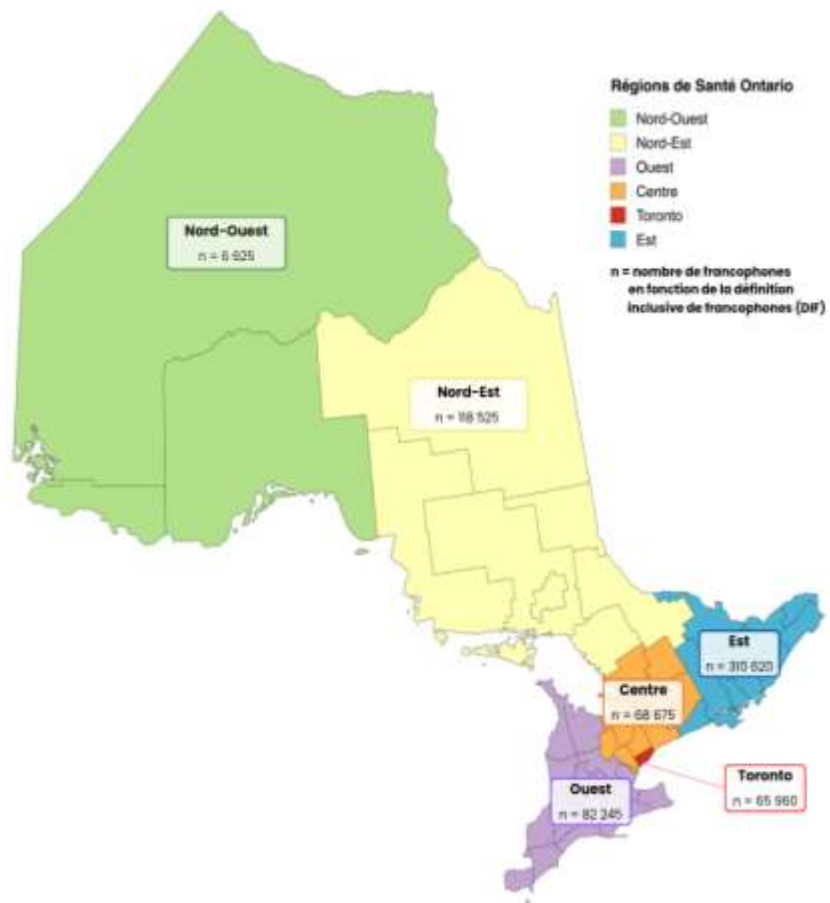 Régions de Santé Ontario
Nord-Ouest
Nord-Est
Ouest
Centre
Toronto
Est
n = nombre de francophones
en fonction de la définition
inclusive de francophones (DIF)
Nord-Ouest
n = 6 925
Nord-Est
n = 118 525
Est
n = 310 620
Centre
n = 68 675
Toronto
n = 65 960
Ouest
n = 82 245